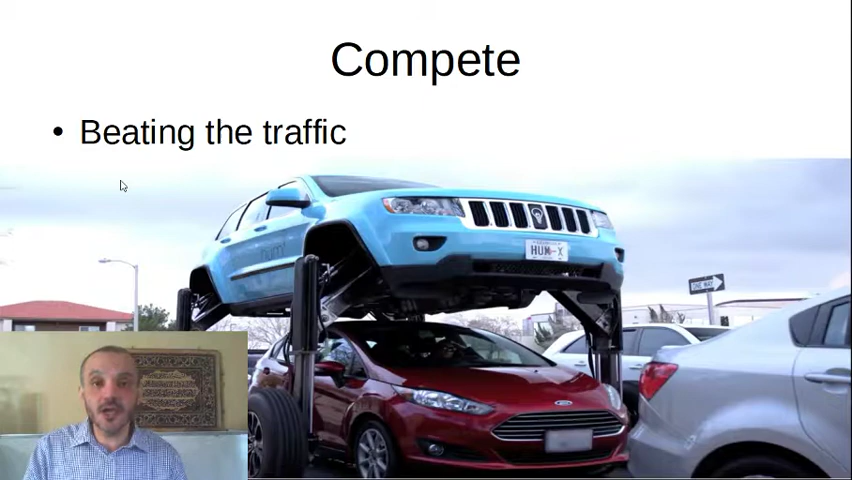 Compete
• Beating the traffic
ONE WAY
HUM-X